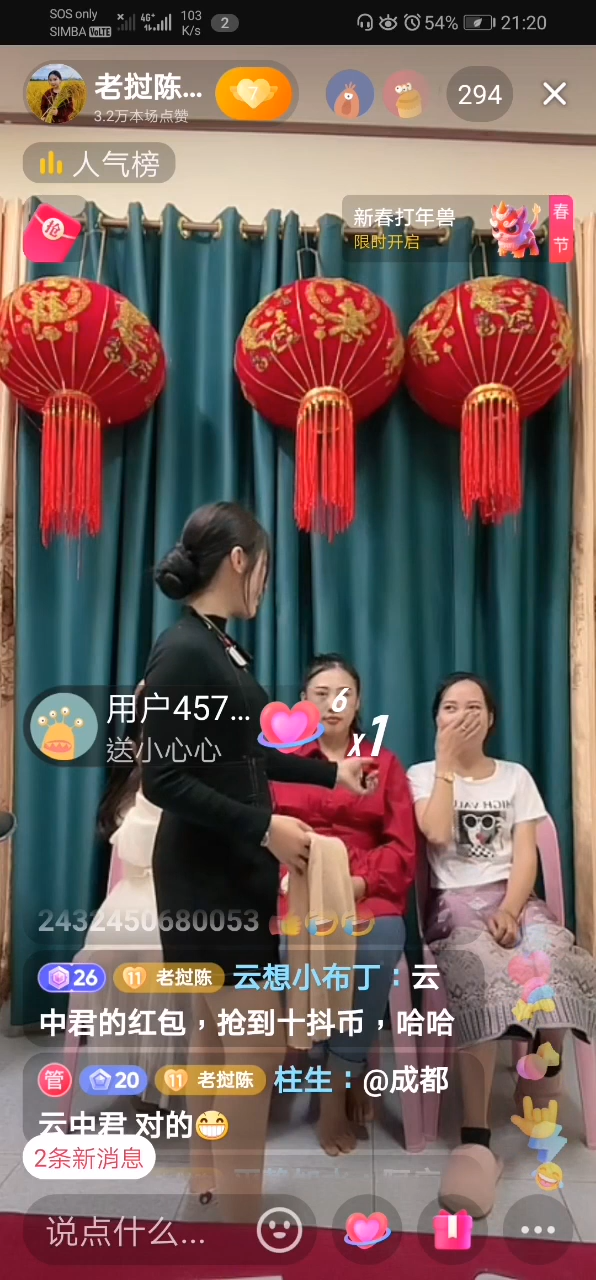 SOS only
SIMBA VoLTE
4G+
103
K/s
2
54%
21:20
老挝陈...
3.2万本场点赞
7
294
人气榜
抢
新春打年兽
限时开启
春
节
用户457...
送小心心
6
x1
HIGH VALU
2432450680053
26 11 老挝陈 云想小布丁：云
中君的红包，抢到十抖币，哈哈
管 20 11 老挝陈 柱生：@成都
云中君 对的😁
2条新消息
说点什么...